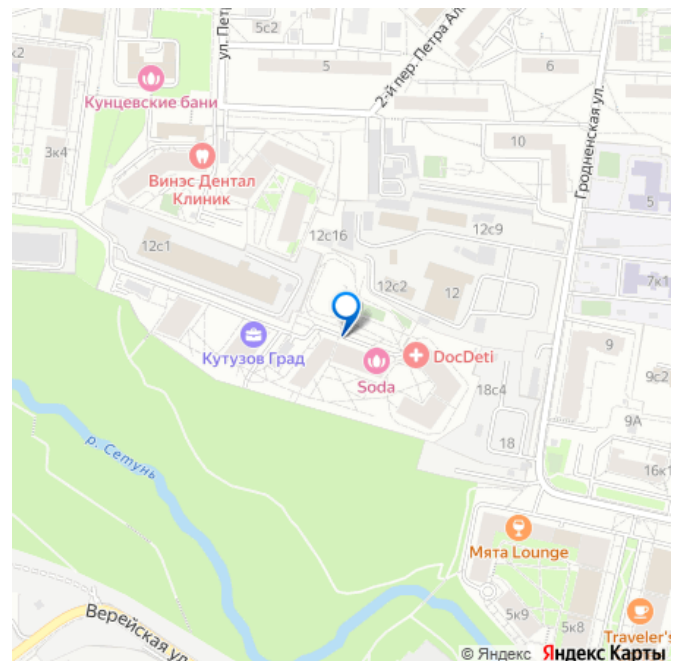 к2
5с2
ул. Пет
5
2-й пер. Петра Ал
6
Кунцевские бани
3к4
10
Гродненская ул.
Винэс Дентал
Клиник
5
12с1
12с16
12с9
7к1
12с2
12
Кутузов Град
DocDeti
Soda
9
9с2
18с4
9А
18
16к1
р. Сетунь
Мята Lounge
5к9
5к8
Верейская ул.
Traveler's
© Яндекс Яндекс Карты